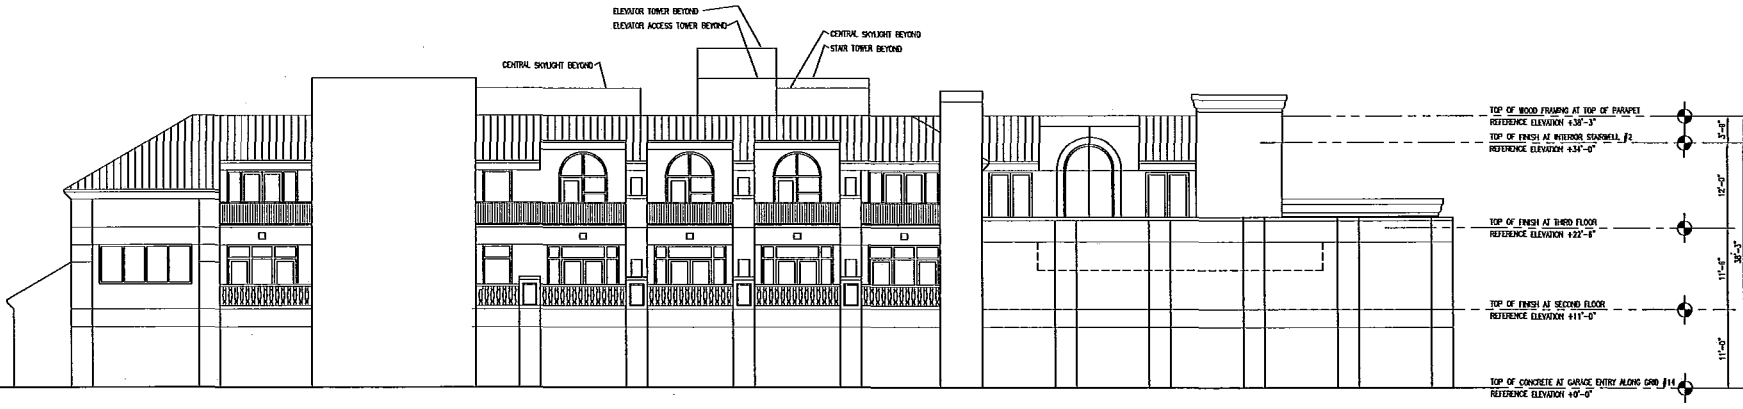 ELEVATOR TOWER BEYOND
ELEVATOR ACCESS TOWER BEYOND
CENTRAL SKYLIGHT BEYOND
STAIR TOWER BEYOND
CENTRAL SKYLIGHT BEYOND
TOP OF WOOD FRAMING AT TOP OF PARAPET
REFERENCE ELEVATION +38'-3"
TOP OF FINISH AT INTERIOR STAIRWELL #2
REFERENCE ELEVATION +34'-0"
TOP OF FINISH AT THIRD FLOOR
REFERENCE ELEVATION +22'-6"
TOP OF FINISH AT SECOND FLOOR
REFERENCE ELEVATION +11'-0"
TOP OF CONCRETE AT GARAGE ENTRY ALONG GRID #14
REFERENCE ELEVATION +0'-0"
12'-0"
11'-6"
11'-0"
38'-3"